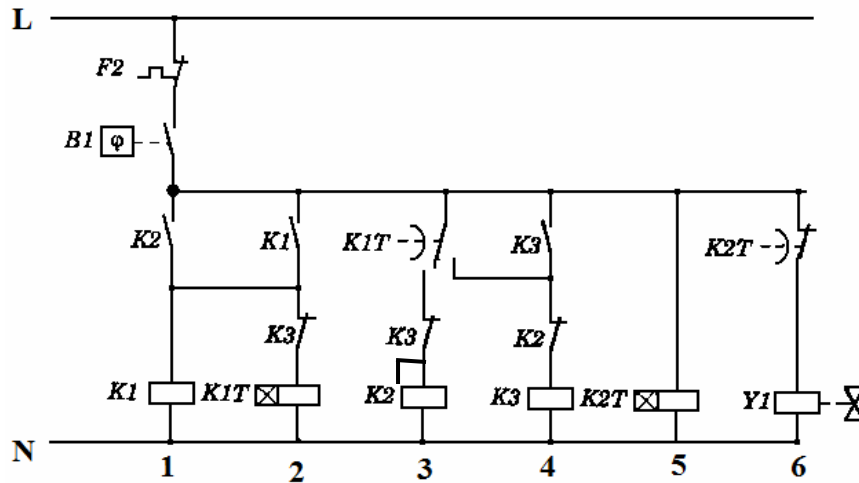 L
F2
B1 φ
K2 K1 K1T K3 K2T
K3 K3 K2
K1 K1T K2 K3 K2T Y1
N
1 2 3 4 5 6